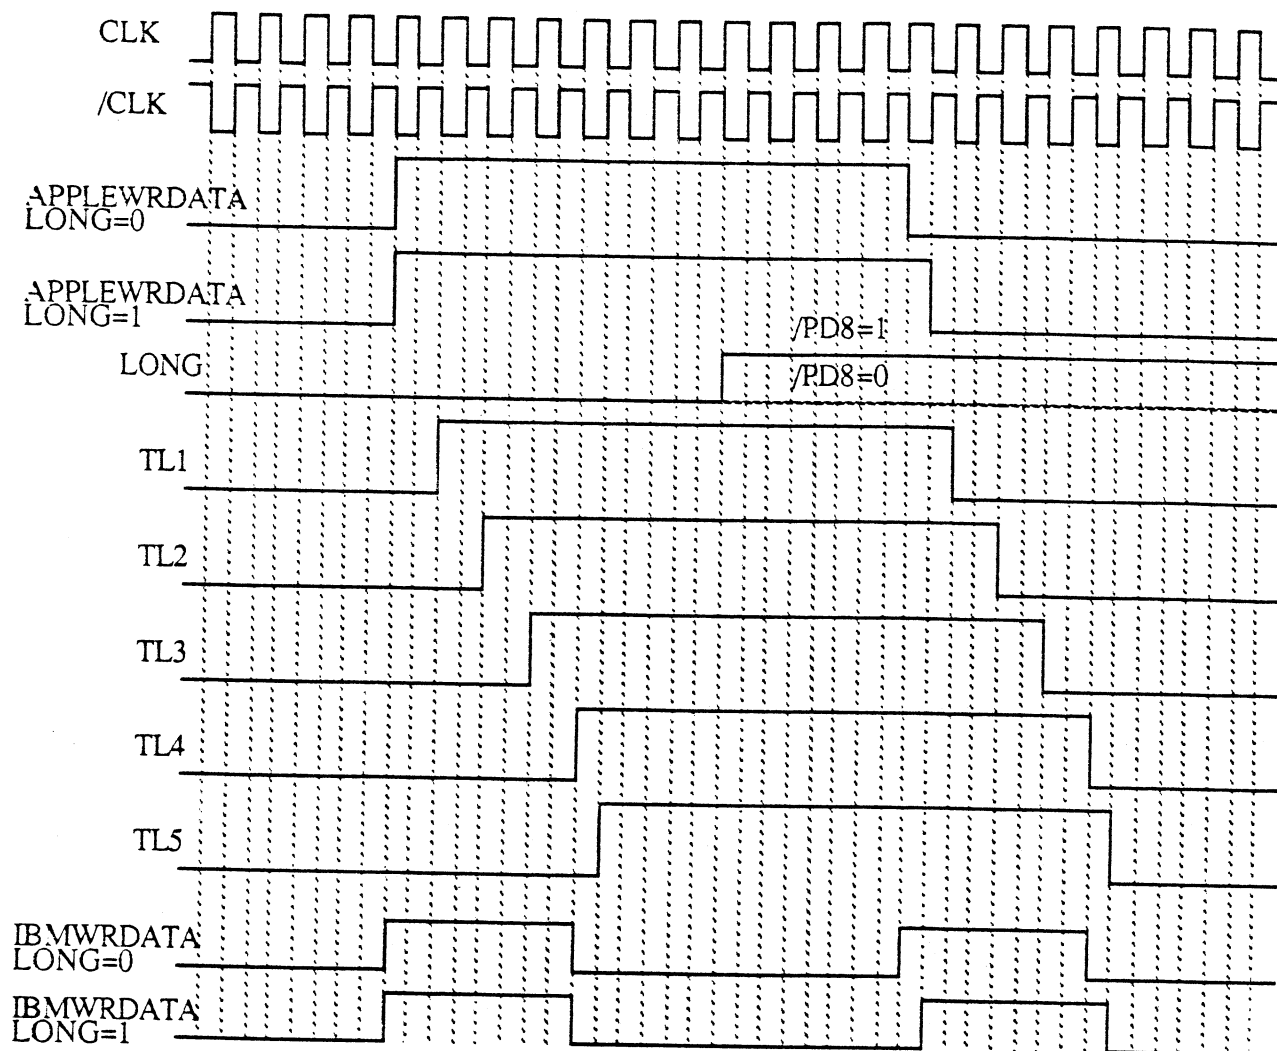 CLK
/CLK
APPLEWRDATA
LONG=0
APPLEWRDATA
LONG=1
/PD8=1
LONG
/PD8=0
TL1
TL2
TL3
TL4
TL5
IBMWRDATA
LONG=0
IBMWRDATA
LONG=1